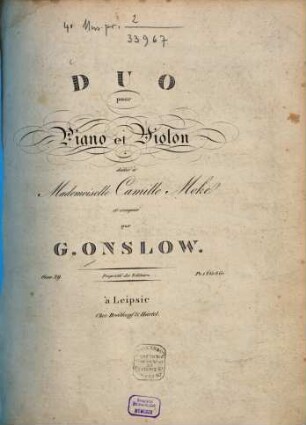 4o Mus. pr. 2
33967
DUO
pour
Piano et Violon
dédié à
Mademoiselle Camille Moke
et composé
par
G. ONSLOW.
Propriété des Editeurs.
à Leipsic
Chez Breitkopf & Härtel.